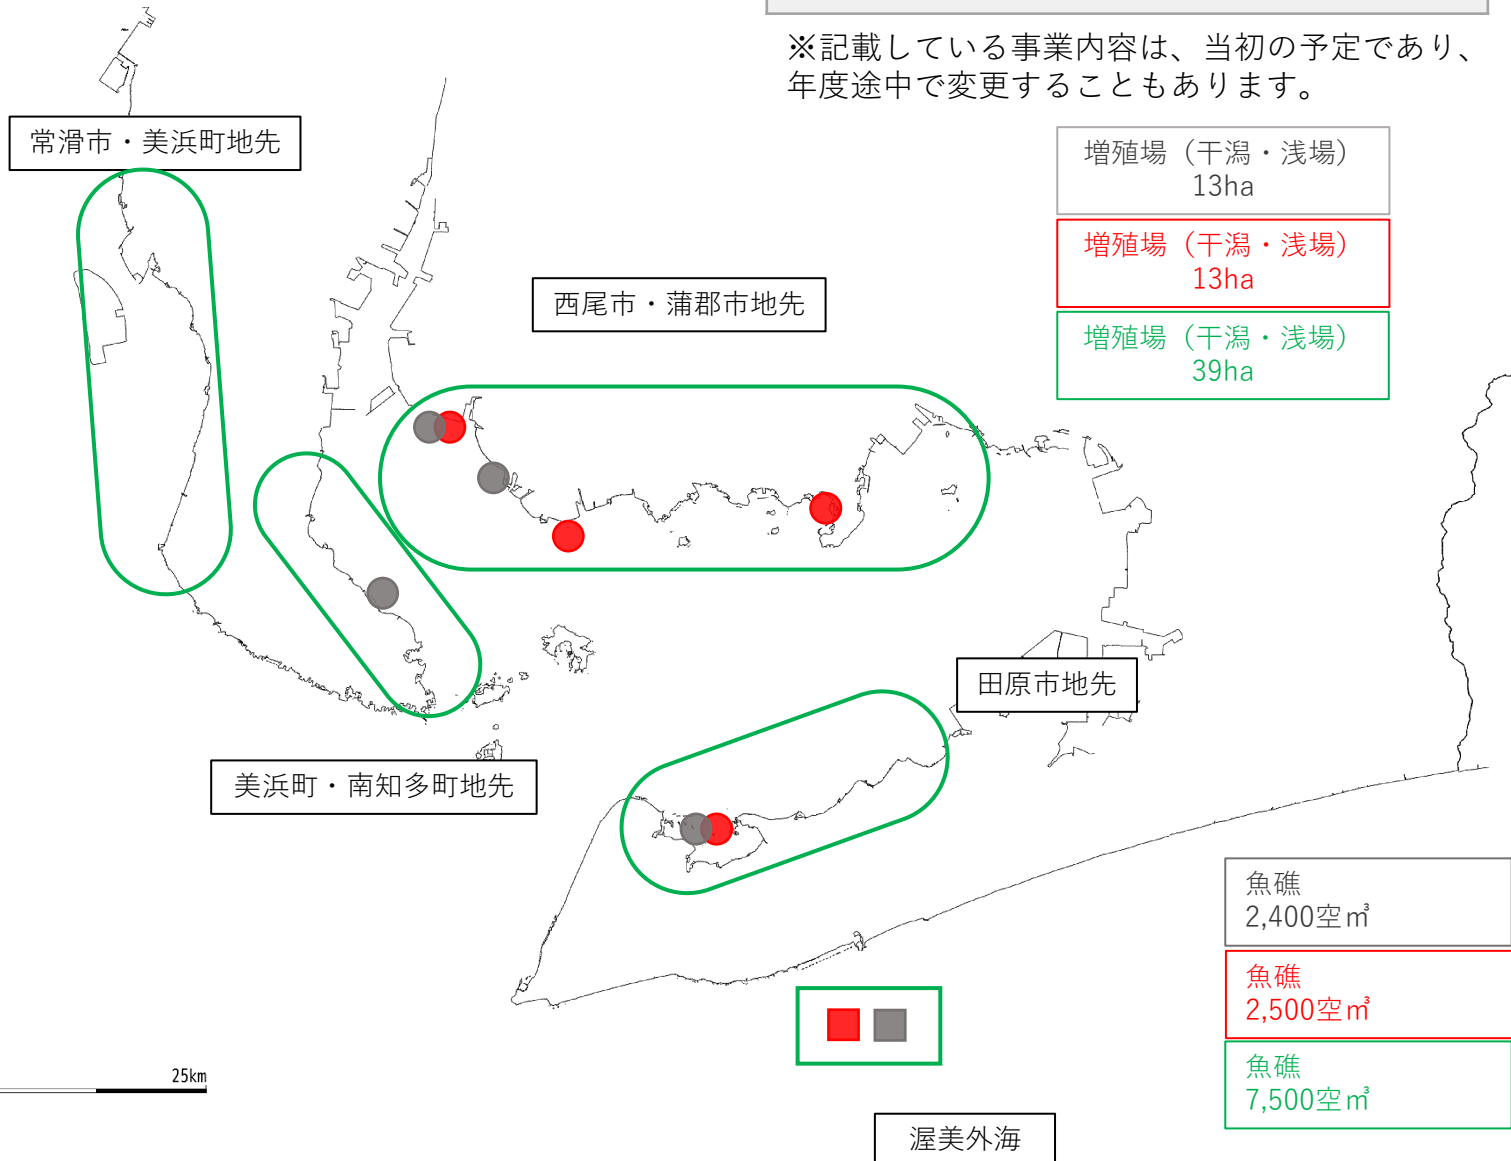 ※記載している事業内容は、当初の予定であり、
年度途中で変更することもあります。
常滑市・美浜町地先
増殖場（干潟・浅場）
13ha
増殖場（干潟・浅場）
13ha
増殖場（干潟・浅場）
39ha
西尾市・蒲郡市地先
田原市地先
美浜町・南知多町地先
魚礁
2,400空㎥
魚礁
2,500空㎥
魚礁
7,500空㎥
25km
渥美外海